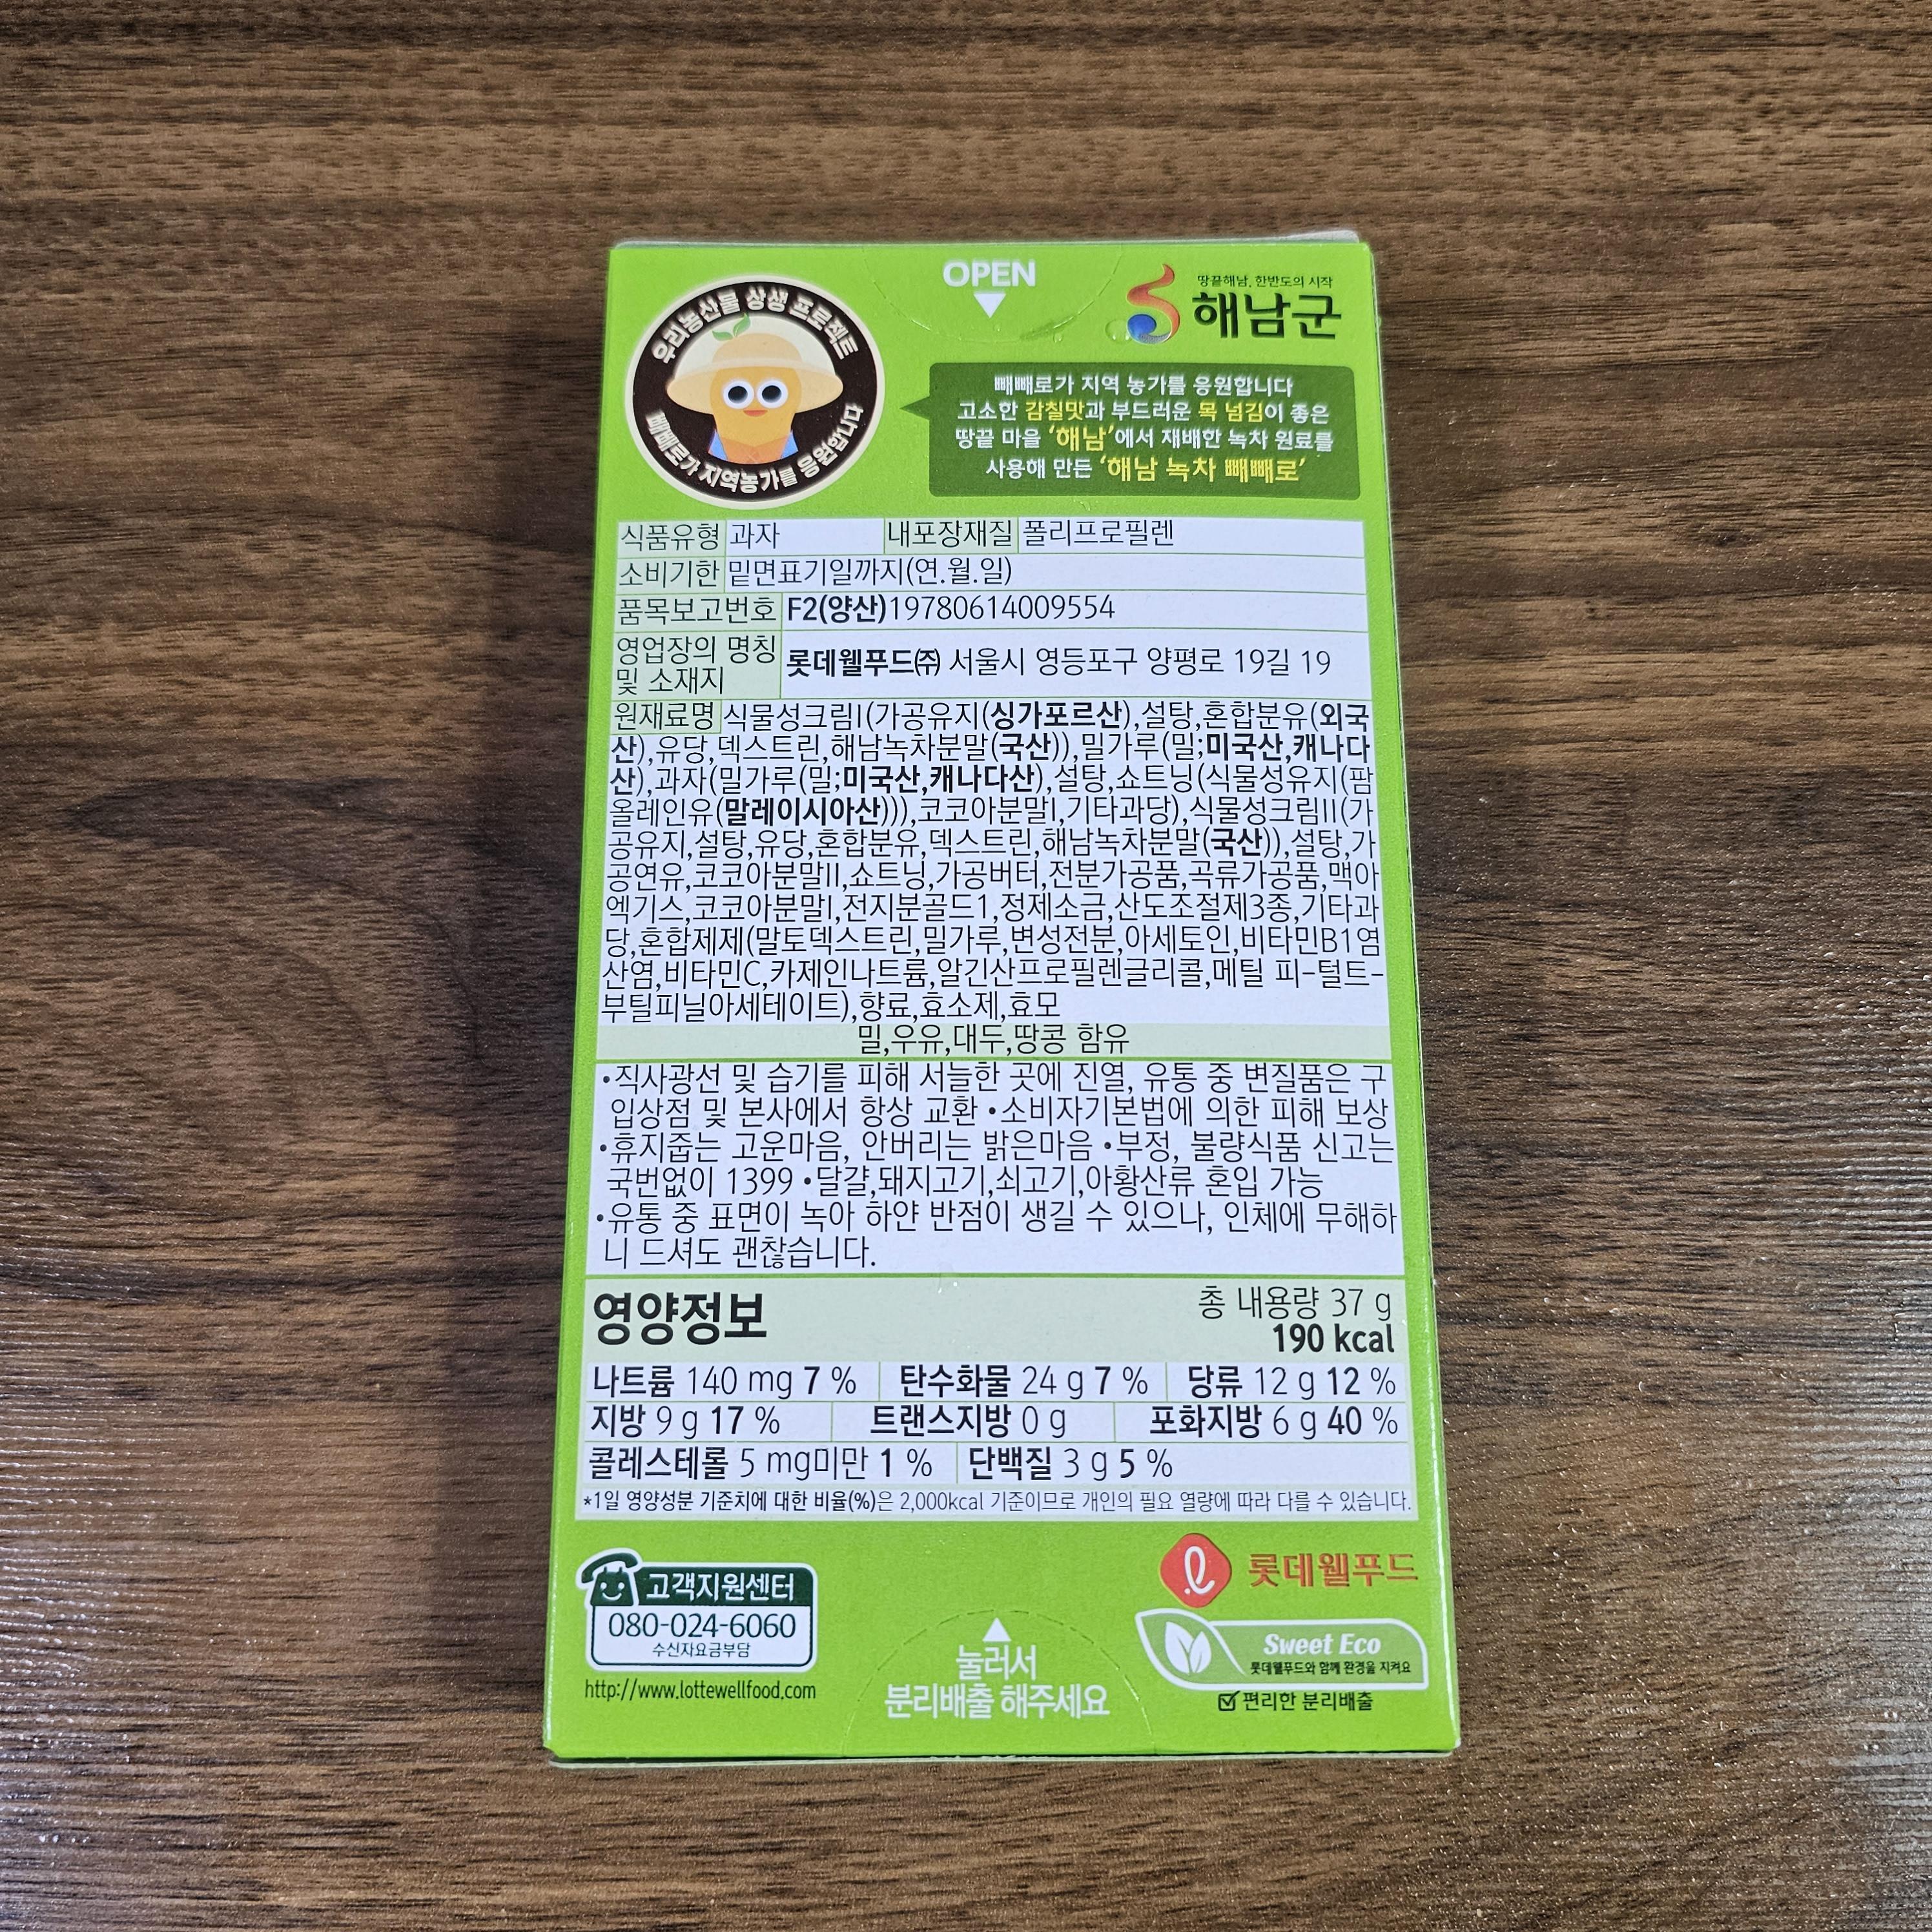 OPEN
땅끝해남, 한반도의 시작
해남군
우리농산물 상생 프로젝트
빼빼로가 지역농가를 응원합니다
빼빼로가 지역 농가를 응원합니다
고소한 감칠맛과 부드러운 목 넘김이 좋은
땅끝 마을 '해남'에서 재배한 녹차 원료를
사용해 만든 '해남 녹차 빼빼로'
식품유형 과자 내포장재질 폴리프로필렌
소비기한 밑면표기일까지(연.월.일)
품목보고번호 F2(양산)19780614009554
영업장의 명칭 및 소재지 롯데웰푸드㈜ 서울시 영등포구 양평로 19길 19
원재료명 식물성크림I(가공유지(싱가포르산),설탕,혼합분유(외국
산),유당,덱스트린,해남녹차분말(국산)),밀가루(밀;미국산,캐나다
산),과자(밀가루(밀;미국산,캐나다산),설탕,쇼트닝(식물성유지(팜
올레인유(말레이시아산))),코코아분말I,기타과당),식물성크림II(가
공유지,설탕,유당,혼합분유,덱스트린,해남녹차분말(국산)),설탕,가
공연유,코코아분말II,쇼트닝,가공버터,전분가공품,곡류가공품,맥아
엑기스,코코아분말I,전지분골드1,정제소금,산도조절제3종,기타과
당,혼합제제(말토덱스트린,밀가루,변성전분,아세토인,비타민B1염
산염,비타민C,카제인나트륨,알긴산프로필렌글리콜,메틸 피-털트-
부틸피닐아세테이트),향료,효소제,효모
밀,우유,대두,땅콩 함유
•직사광선 및 습기를 피해 서늘한 곳에 진열, 유통 중 변질품은 구
입상점 및 본사에서 항상 교환 •소비자기본법에 의한 피해 보상
•휴지줍는 고운마음, 안버리는 밝은마음 •부정, 불량식품 신고는
국번없이 1399 •달걀,돼지고기,쇠고기,아황산류 혼입 가능
•유통 중 표면이 녹아 하얀 반점이 생길 수 있으나, 인체에 무해하
니 드셔도 괜찮습니다.
영양정보
총 내용량 37 g
190 kcal
나트륨 140 mg 7 % 탄수화물 24 g 7 % 당류 12 g 12 %
지방 9 g 17 % 트랜스지방 0 g 포화지방 6 g 40 %
콜레스테롤 5 mg미만 1 % 단백질 3 g 5 %
*1일 영양성분 기준치에 대한 비율(%)은 2,000kcal 기준이므로 개인의 필요 열량에 따라 다를 수 있습니다.
고객지원센터
080-024-6060
수신자요금부담
http://www.lottewellfood.com
눌러서
분리배출 해주세요
롯데웰푸드
Sweet Eco
롯데웰푸드와 함께 환경을 지켜요
편리한 분리배출